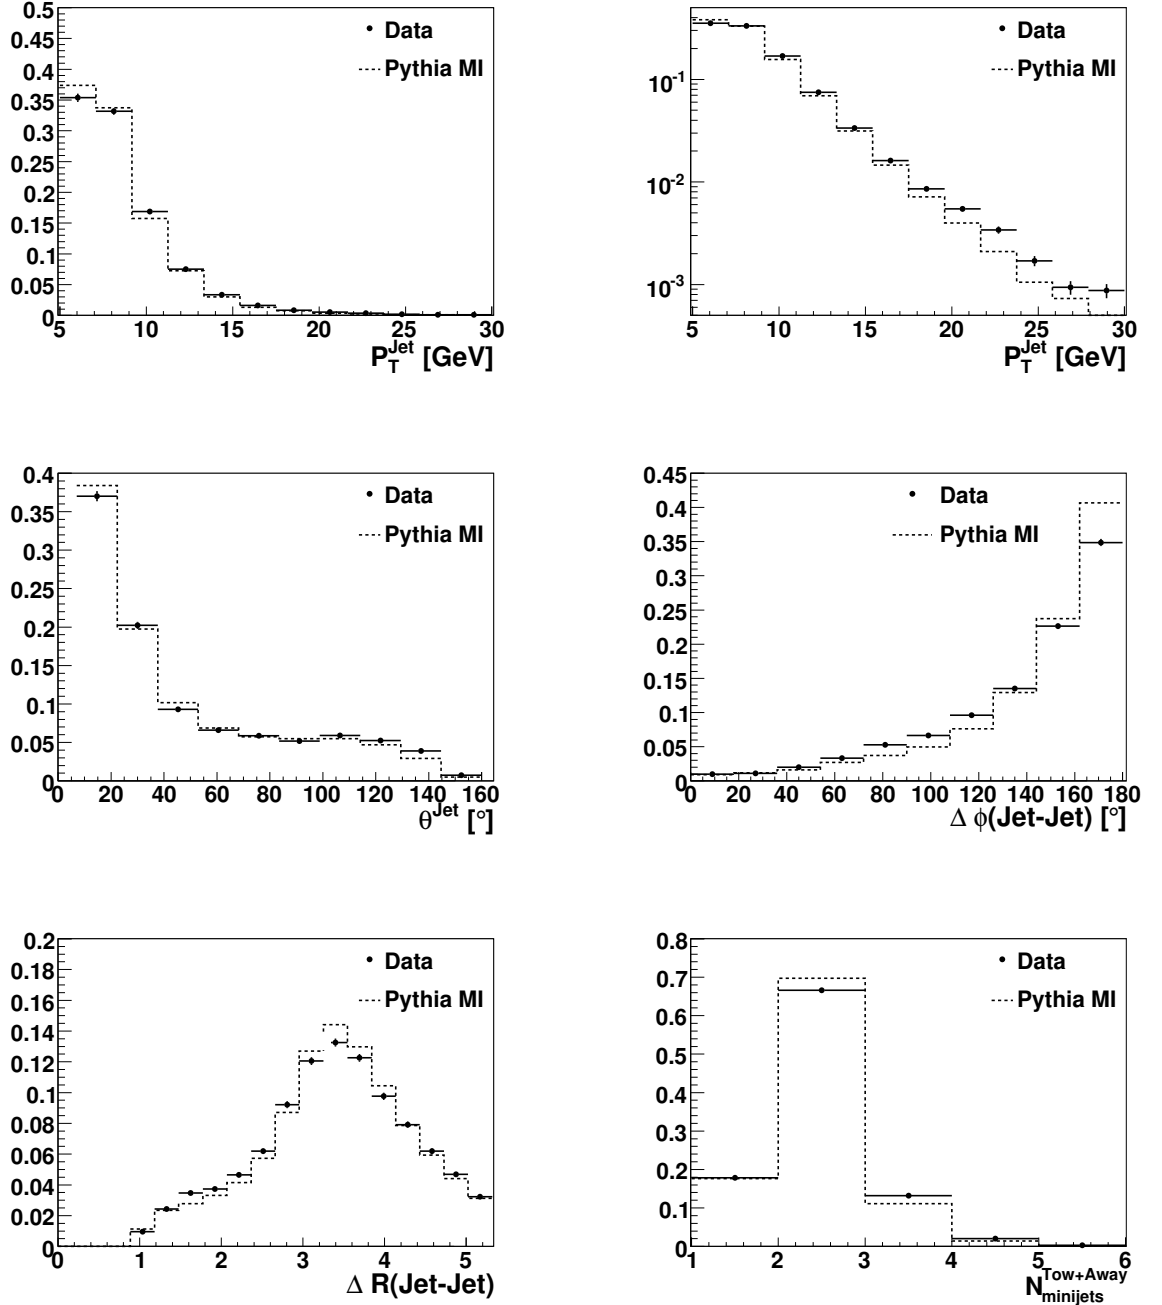 0.5
0.45
0.4
0.35
0.3
0.25
0.2
0.15
0.1
0.05
0
Data
Pythia MI
5 10 15 20 25 30
P_T^Jet [GeV]
10^-1
10^-2
10^-3
Data
Pythia MI
5 10 15 20 25 30
P_T^Jet [GeV]
0.4
0.35
0.3
0.25
0.2
0.15
0.1
0.05
0
Data
Pythia MI
0 20 40 60 80 100 120 140 160
θ^Jet [°]
0.45
0.4
0.35
0.3
0.25
0.2
0.15
0.1
0.05
0
Data
Pythia MI
0 20 40 60 80 100 120 140 160 180
Δ ϕ(Jet-Jet) [°]
0.2
0.18
0.16
0.14
0.12
0.1
0.08
0.06
0.04
0.02
0
Data
Pythia MI
0 1 2 3 4 5
Δ R(Jet-Jet)
0.8
0.7
0.6
0.5
0.4
0.3
0.2
0.1
0
Data
Pythia MI
1 2 3 4 5 6
N_minijets^Tow+Away